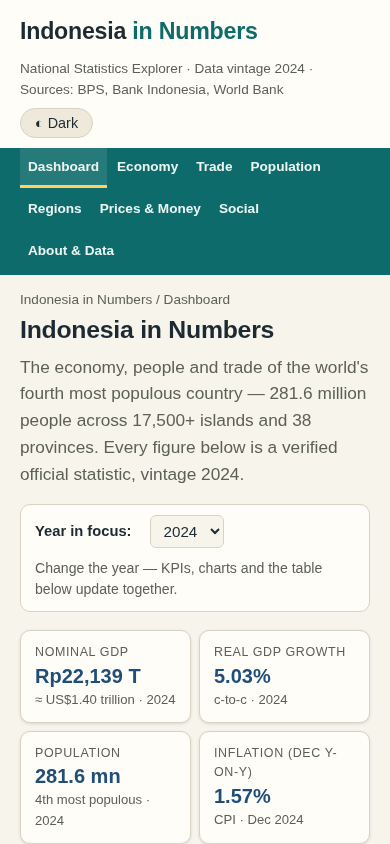 Indonesia in Numbers
National Statistics Explorer · Data vintage 2024 ·
Sources: BPS, Bank Indonesia, World Bank
◐ Dark
Dashboard Economy Trade Population
Regions Prices & Money Social
About & Data
Indonesia in Numbers / Dashboard
Indonesia in Numbers
The economy, people and trade of the world's
fourth most populous country — 281.6 million
people across 17,500+ islands and 38
provinces. Every figure below is a verified
official statistic, vintage 2024.
Year in focus: 2024
Change the year — KPIs, charts and the table
below update together.
NOMINAL GDP
Rp22,139 T
≈ US$1.40 trillion · 2024
REAL GDP GROWTH
5.03%
c-to-c · 2024
POPULATION
281.6 mn
4th most populous ·
2024
INFLATION (DEC Y-
ON-Y)
1.57%
CPI · Dec 2024